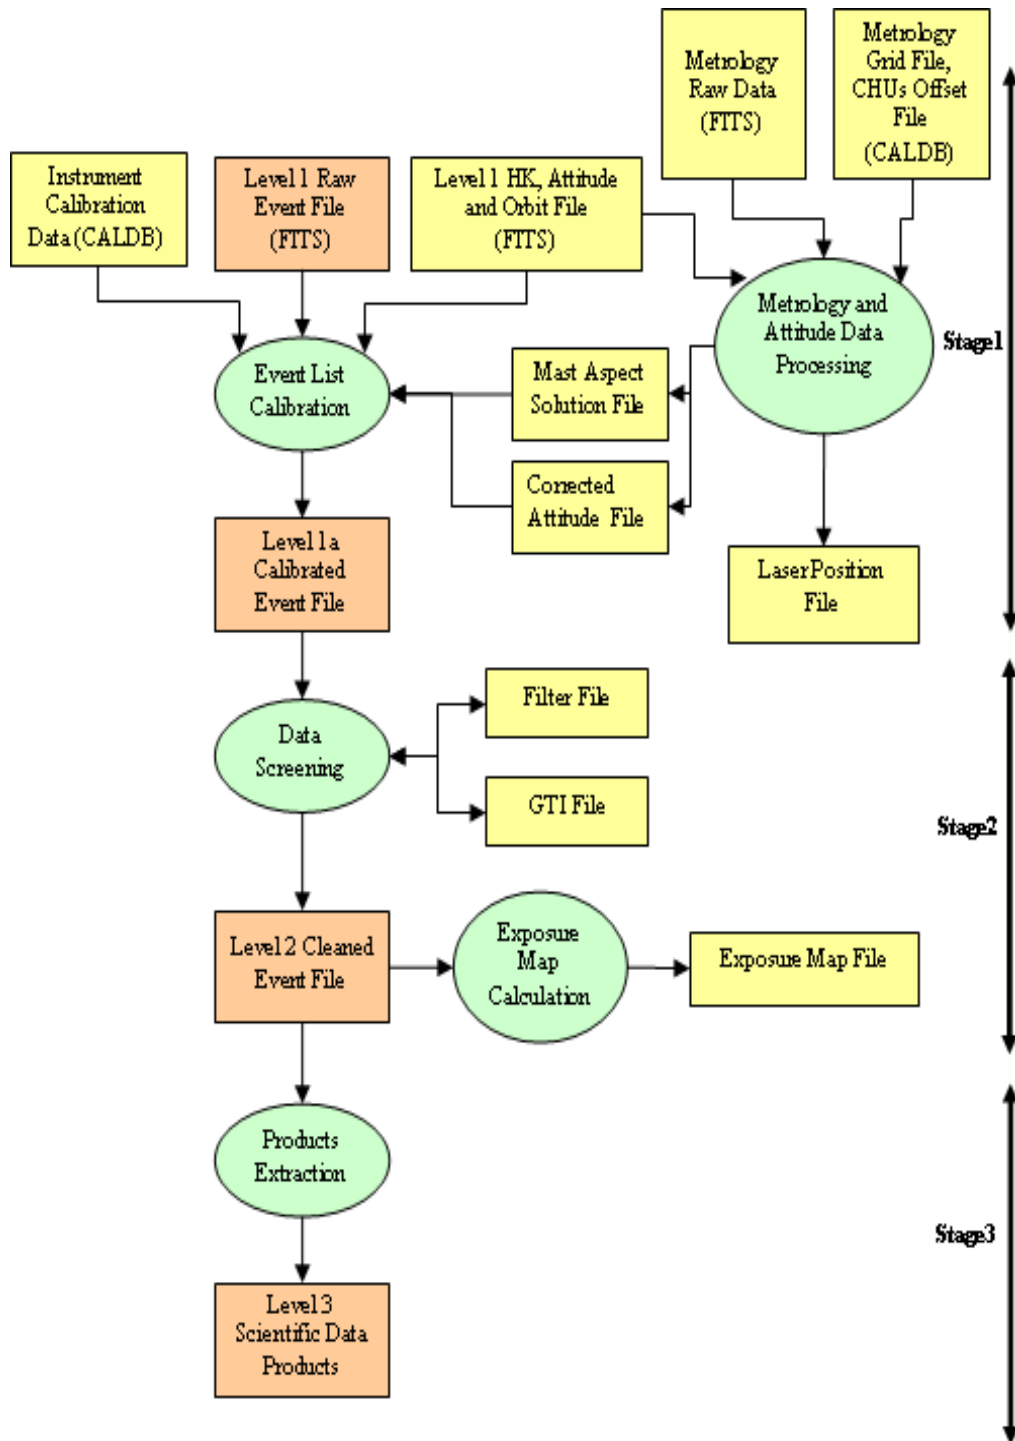 Metrology
Raw Data
(FITS)
Metrology
Grid File,
CHUs Offset
File
(CALDB)
Instrument
Calibration
Data (CALDB)
Level 1 Raw
Event File
(FITS)
Level 1 HK, Attitude
and Orbit File
(FITS)
Metrology and
Attitude Data
Processing
Stage1
Event List
Calibration
Mast Aspect
Solution File
Corrected
Attitude File
Level 1a
Calibrated
Event File
Laser Position
File
Data
Screening
Filter File
GTI File
Stage2
Level 2 Cleaned
Event File
Exposure
Map
Calculation
Exposure Map File
Products
Extraction
Stage3
Level 3
Scientific Data
Products